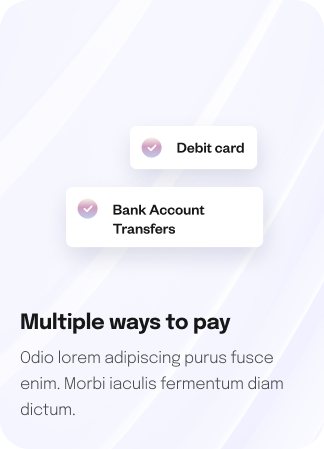 Debit card
Bank Account
Transfers
Multiple ways to pay
Odio lorem adipiscing purus fusce
enim. Morbi iaculis fermentum diam
dictum.